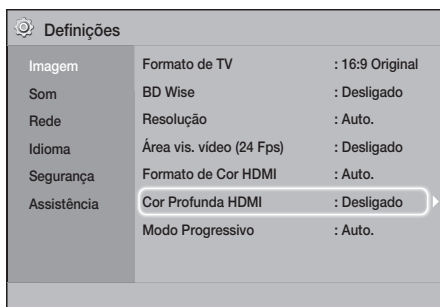 Definições
Imagem
Som
Rede
Idioma
Segurança
Assistência
Formato de TV : 16:9 Original
BD Wise : Desligado
Resolução : Auto.
Área vis. vídeo (24 Fps) : Desligado
Formato de Cor HDMI : Auto.
Cor Profunda HDMI : Desligado
Modo Progressivo : Auto.